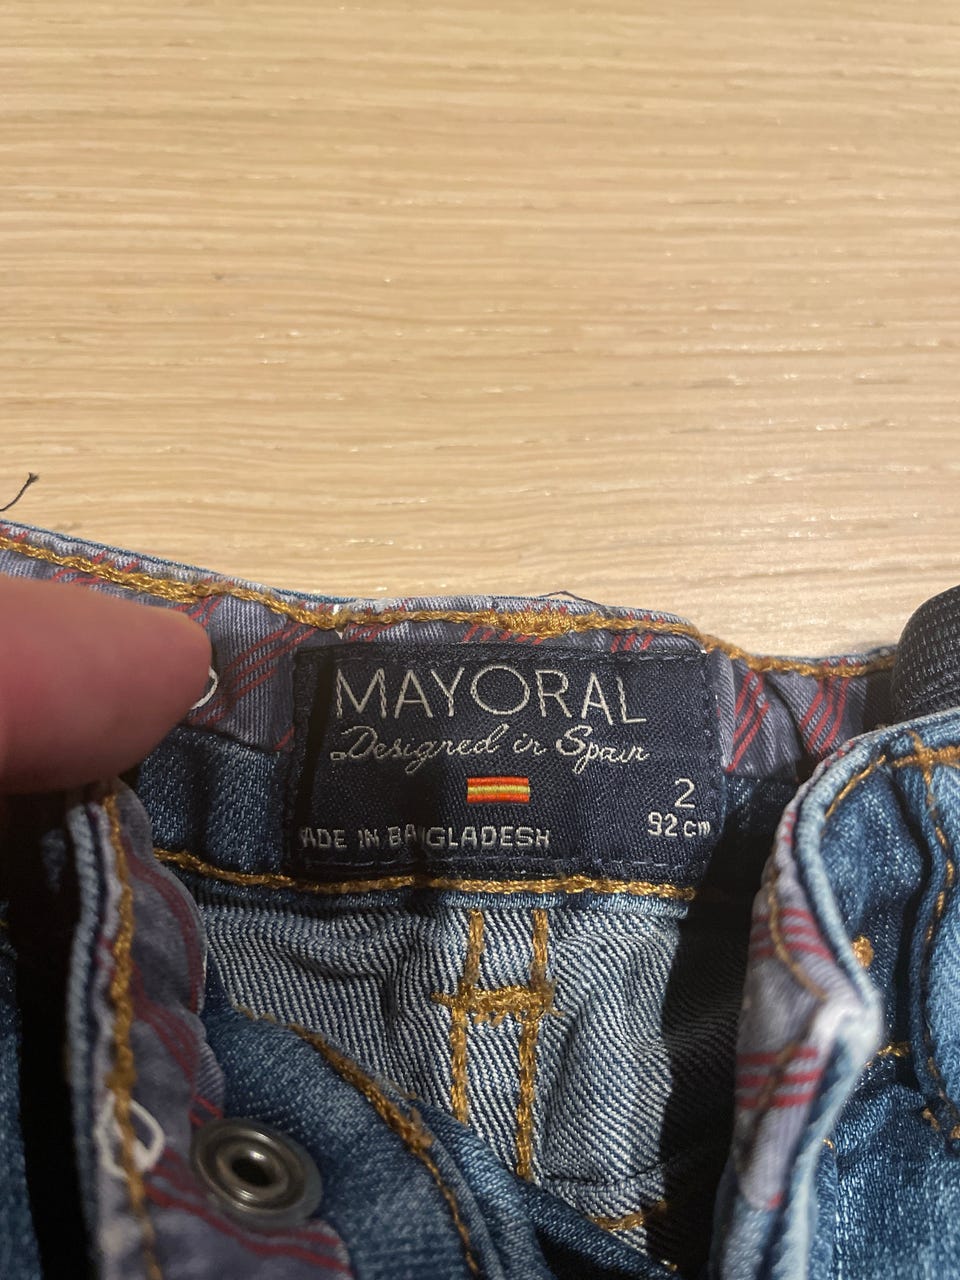 MAYORAL
Designed in Spain
2
92 cm
MADE IN BANGLADESH